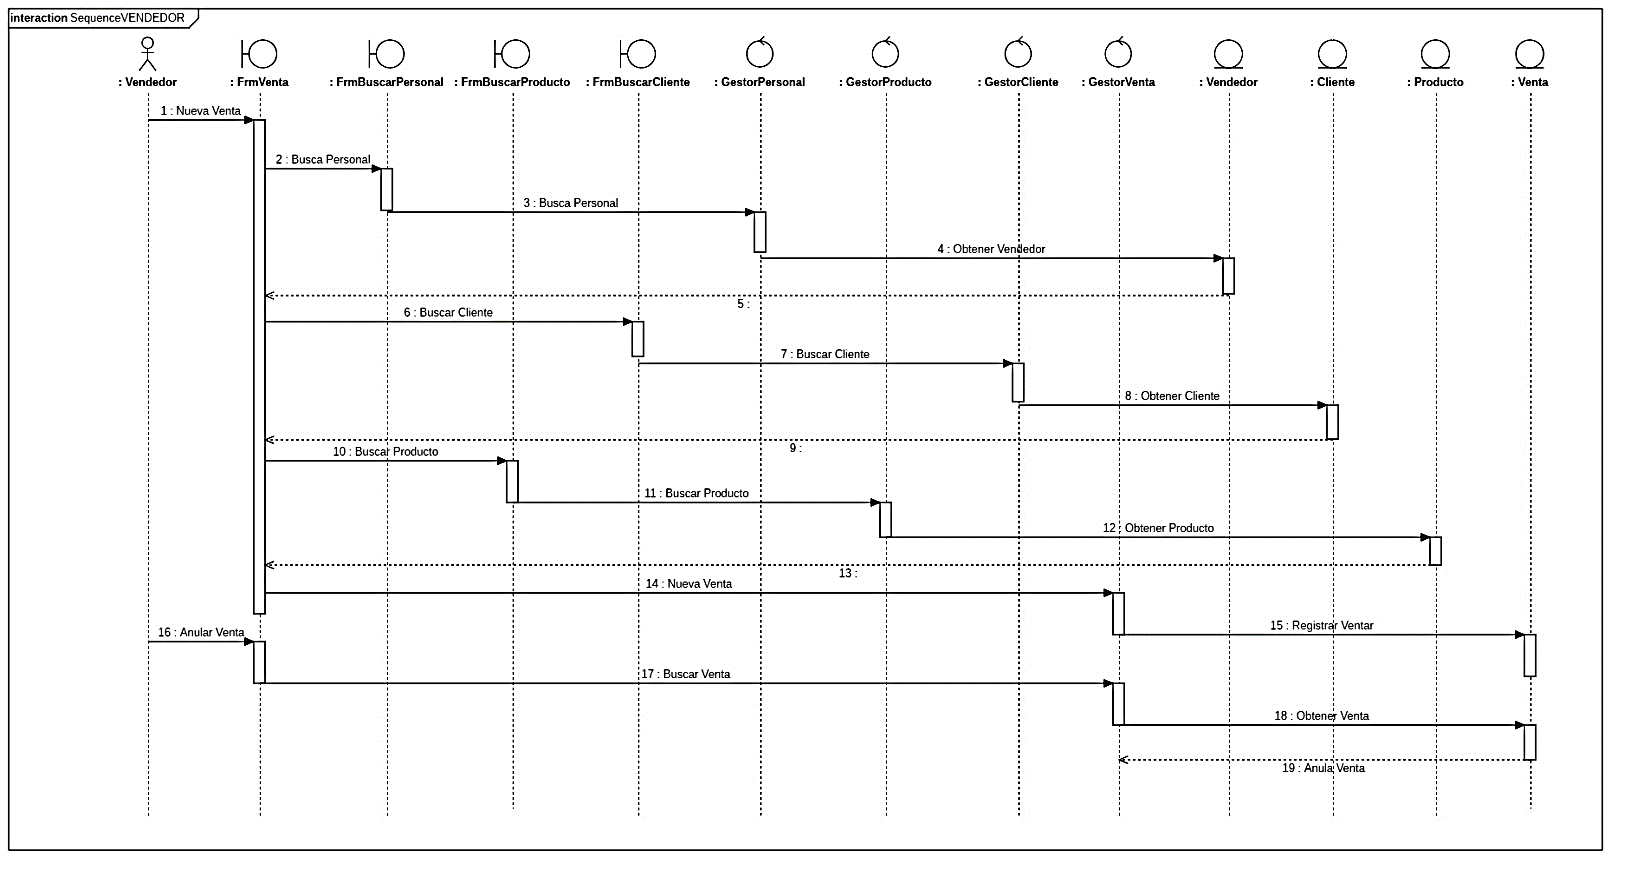 interaction SequenceVENDEDOR
: Vendedor
: FrmVenta
: FrmBuscarPersonal
: FrmBuscarProducto
: FrmBuscarCliente
: GestorPersonal
: GestorProducto
: GestorCliente
: GestorVenta
: Vendedor
: Cliente
: Producto
: Venta
1 : Nueva Venta
2 : Busca Personal
3 : Busca Personal
4 : Obtener Vendedor
5 :
6 : Buscar Cliente
7 : Buscar Cliente
8 : Obtener Cliente
9 :
10 : Buscar Producto
11 : Buscar Producto
12 : Obtener Producto
13 :
14 : Nueva Venta
15 : Registrar Ventar
16 : Anular Venta
17 : Buscar Venta
18 : Obtener Venta
19 : Anula Venta